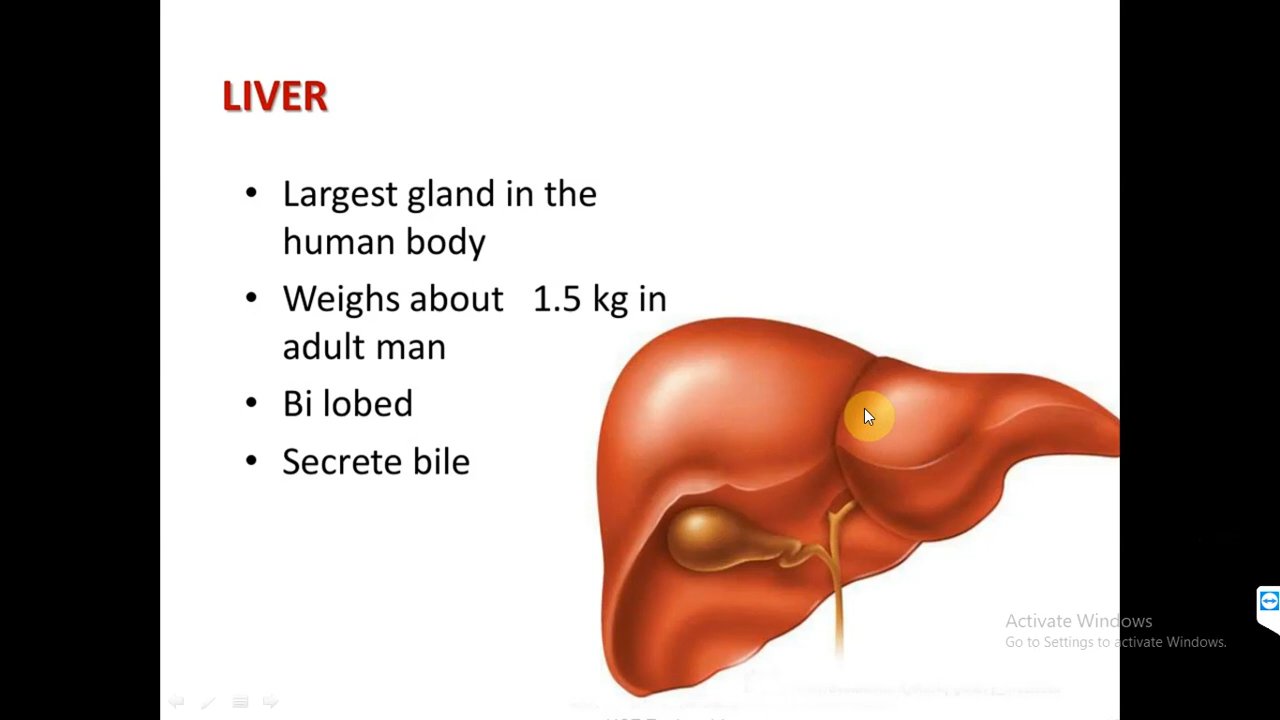 LIVER
• Largest gland in the
human body
• Weighs about 1.5 kg in
adult man
• Bi lobed
• Secrete bile
Activate Windows
Go to Settings to activate Windows.